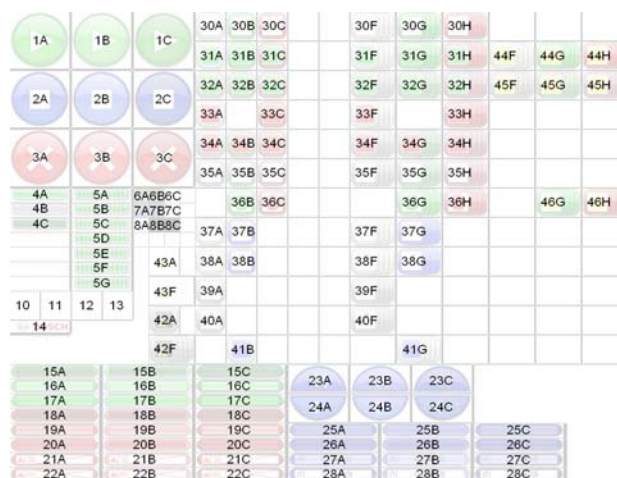 30A 30B 30C 30F 30G 30H
1A 1B 1C
31A 31B 31C 31F 31G 31H 44F 44G 44H
32A 32B 32C 32F 32G 32H 45F 45G 45H
2A 2B 2C
33A 33C 33F 33H
34A 34B 34C 34F 34G 34H
3A 3B 3C
35A 35B 35C 35F 35G 35H
4A 5A 6A6B6C
36B 36C 36G 36H 46G 46H
4B 5B 7A7B7C
4C 5C 8A8B8C
37A 37B 37F 37G
5D
5E
43A 38A 38B 38F 38G
5F
5G
43F 39A 39F
10 11 12 13
14 SCH 42A 40A 40F
42F 41B 41G
15A 15B 15C
23A 23B 23C
16A 16B 16C
17A 17B 17C
24A 24B 24C
18A 18B 18C
19A 19B 19C 25A 25B 25C
20A 20B 20C 26A 26B 26C
21A 21B 21C 27A 27B 27C
22A 22B 22C 28A 28B 28C